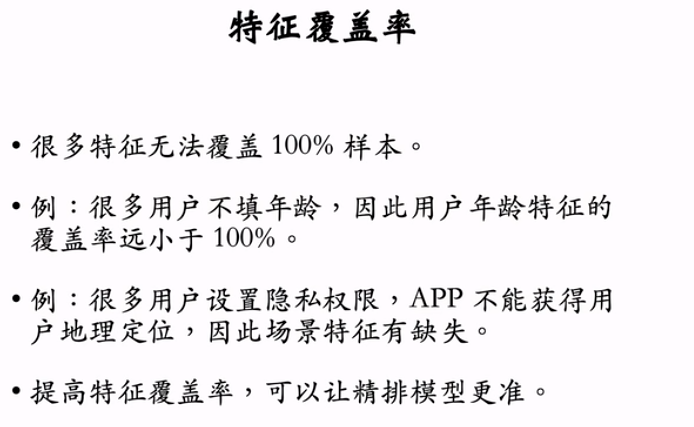 特征覆盖率
• 很多特征无法覆盖 100% 样本。
• 例：很多用户不填年龄，因此用户年龄特征的
覆盖率远小于 100%。
• 例：很多用户设置隐私权限，APP 不能获得用
户地理定位，因此场景特征有缺失。
• 提高特征覆盖率，可以让精排模型更准。